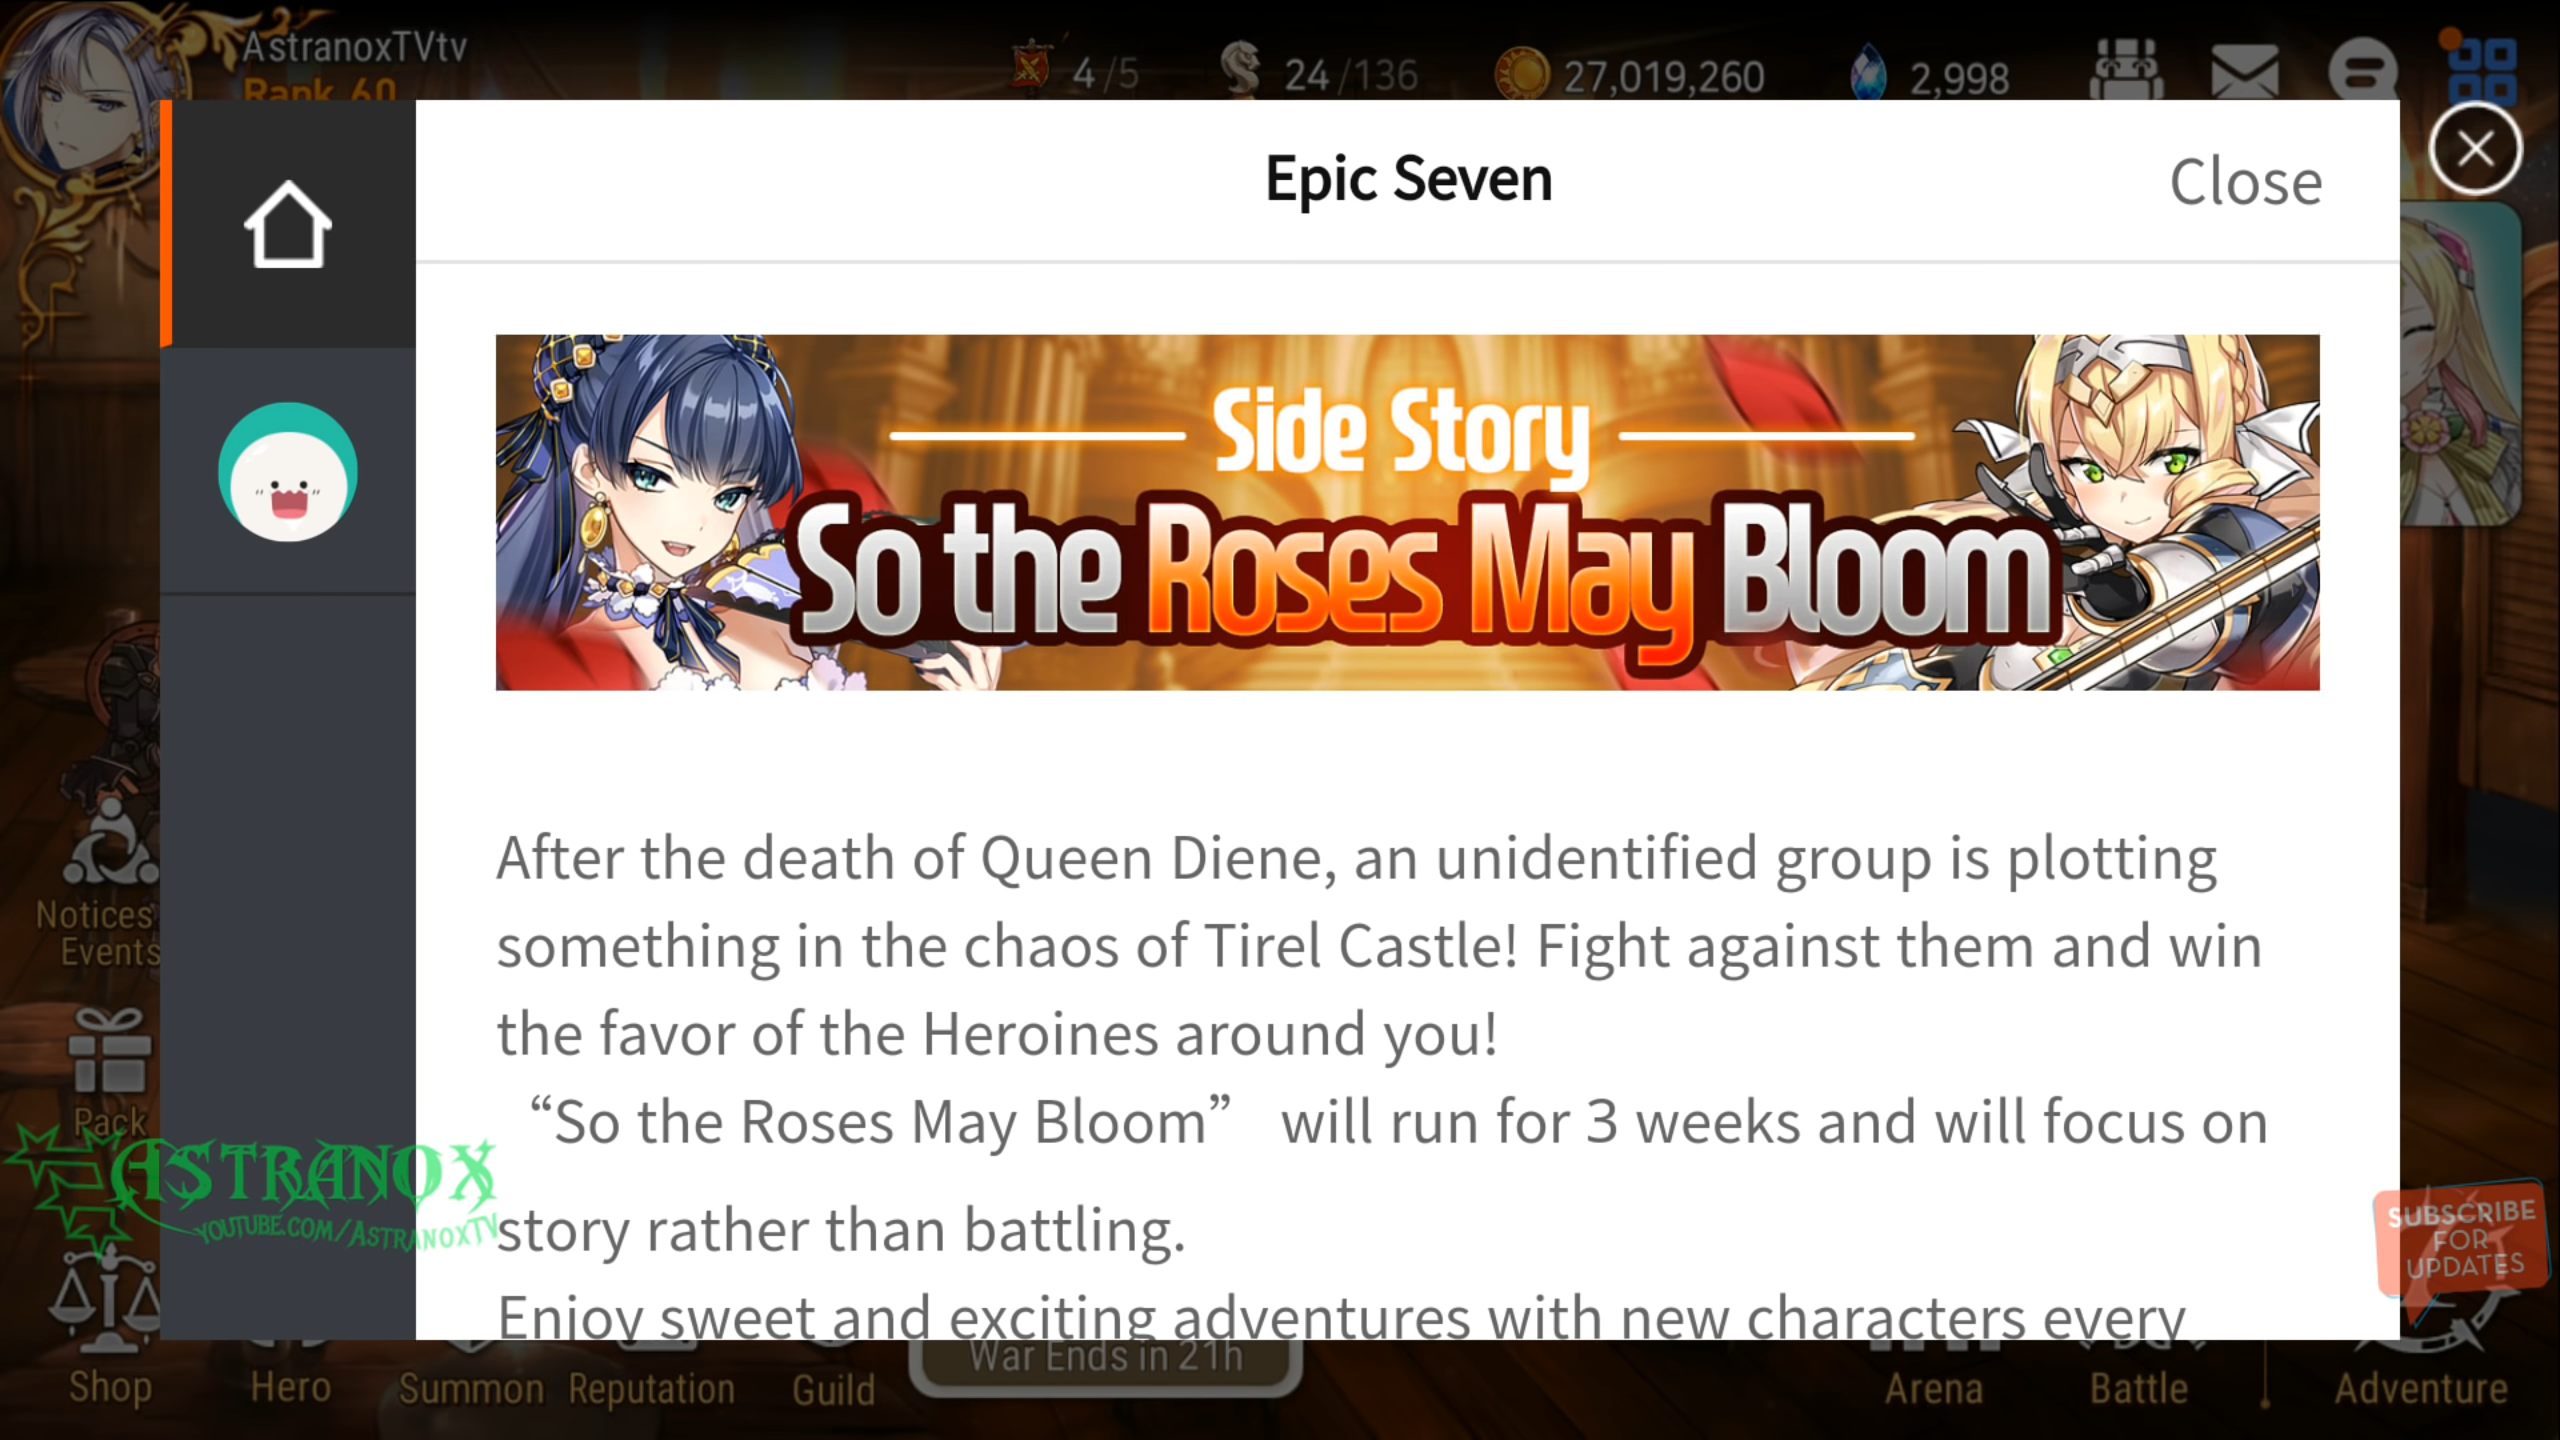 AstranoxTVtv
Rank 60
4/5
24/136
27,019,260
2,998
Epic Seven
Close
Side Story
So the Roses May Bloom
After the death of Queen Diene, an unidentified group is plotting
something in the chaos of Tirel Castle! Fight against them and win
the favor of the Heroines around you!
“So the Roses May Bloom” will run for 3 weeks and will focus on
story rather than battling.
Enjoy sweet and exciting adventures with new characters every
Notices
Events
Pack
ASTRANOX
YOUTUBE.COM/ASTRANOXTV
SUBSCRIBE
FOR
UPDATES
War Ends in 21h
Shop
Hero
Summon
Reputation
Guild
Arena
Battle
Adventure